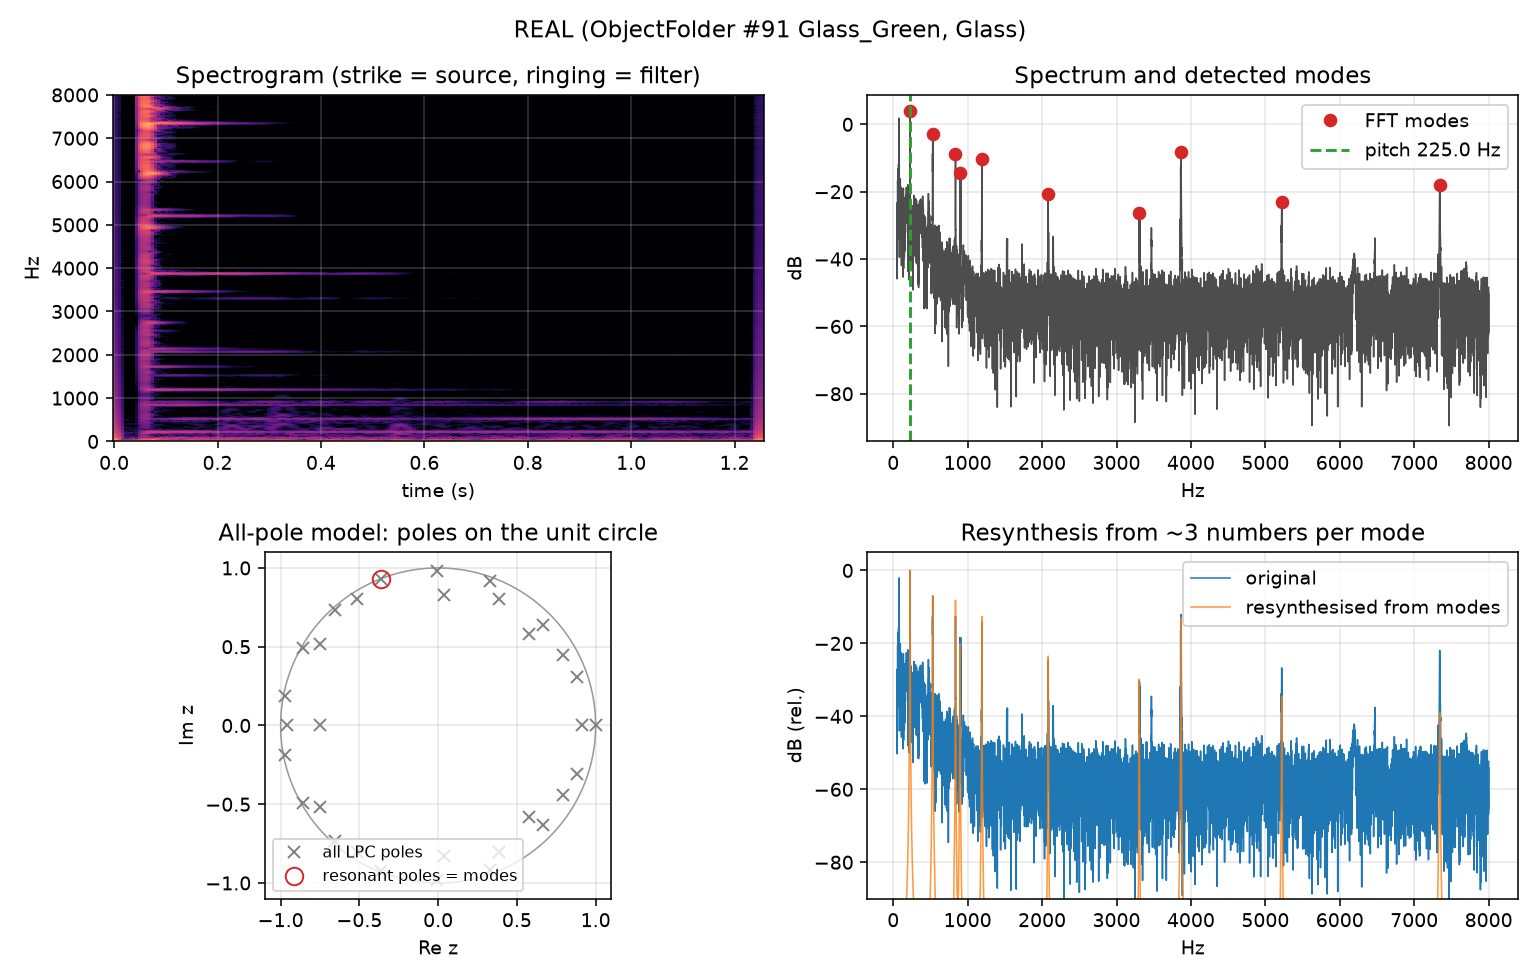 REAL (ObjectFolder #91 Glass_Green, Glass)
Spectrogram (strike = source, ringing = filter)
8000
7000
6000
5000
4000
3000
2000
1000
0
Hz
0.0 0.2 0.4 0.6 0.8 1.0 1.2
time (s)
Spectrum and detected modes
FFT modes
pitch 225.0 Hz
0
−20
−40
−60
−80
dB
0 1000 2000 3000 4000 5000 6000 7000 8000
Hz
All-pole model: poles on the unit circle
1.0
0.5
0.0
−0.5
−1.0
Im z
all LPC poles
resonant poles = modes
−1.0 −0.5 0.0 0.5 1.0
Re z
Resynthesis from ~3 numbers per mode
original
resynthesised from modes
0
−20
−40
−60
−80
dB (rel.)
0 1000 2000 3000 4000 5000 6000 7000 8000
Hz